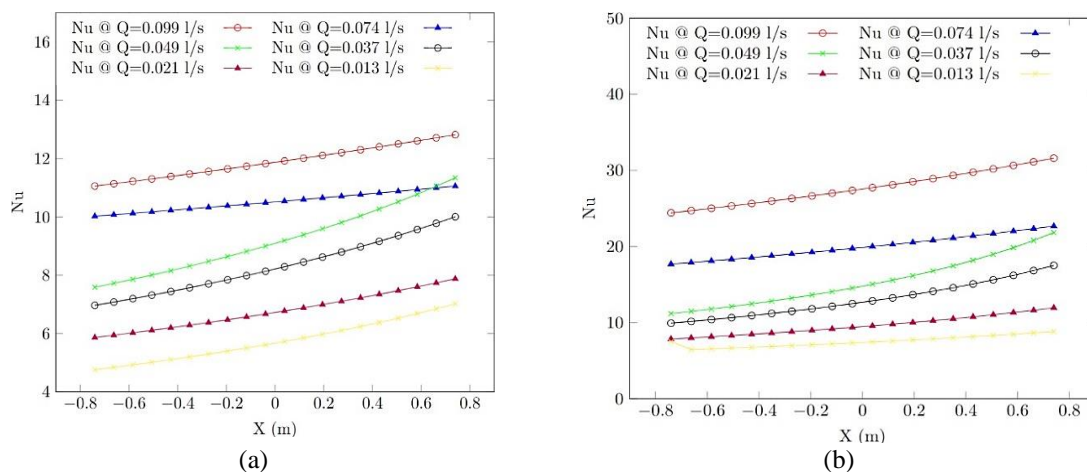 Nu @ Q=0.099 l/s Nu @ Q=0.074 l/s
Nu @ Q=0.049 l/s Nu @ Q=0.037 l/s
Nu @ Q=0.021 l/s Nu @ Q=0.013 l/s
16
14
12
10
8
6
4
Nu
−0.8 −0.6 −0.4 −0.2 0 0.2 0.4 0.6 0.8
X (m)
(a)
Nu @ Q=0.099 l/s Nu @ Q=0.074 l/s
Nu @ Q=0.049 l/s Nu @ Q=0.037 l/s
Nu @ Q=0.021 l/s Nu @ Q=0.013 l/s
50
40
30
20
10
0
Nu
−0.8 −0.6 −0.4 −0.2 0 0.2 0.4 0.6 0.8
X (m)
(b)